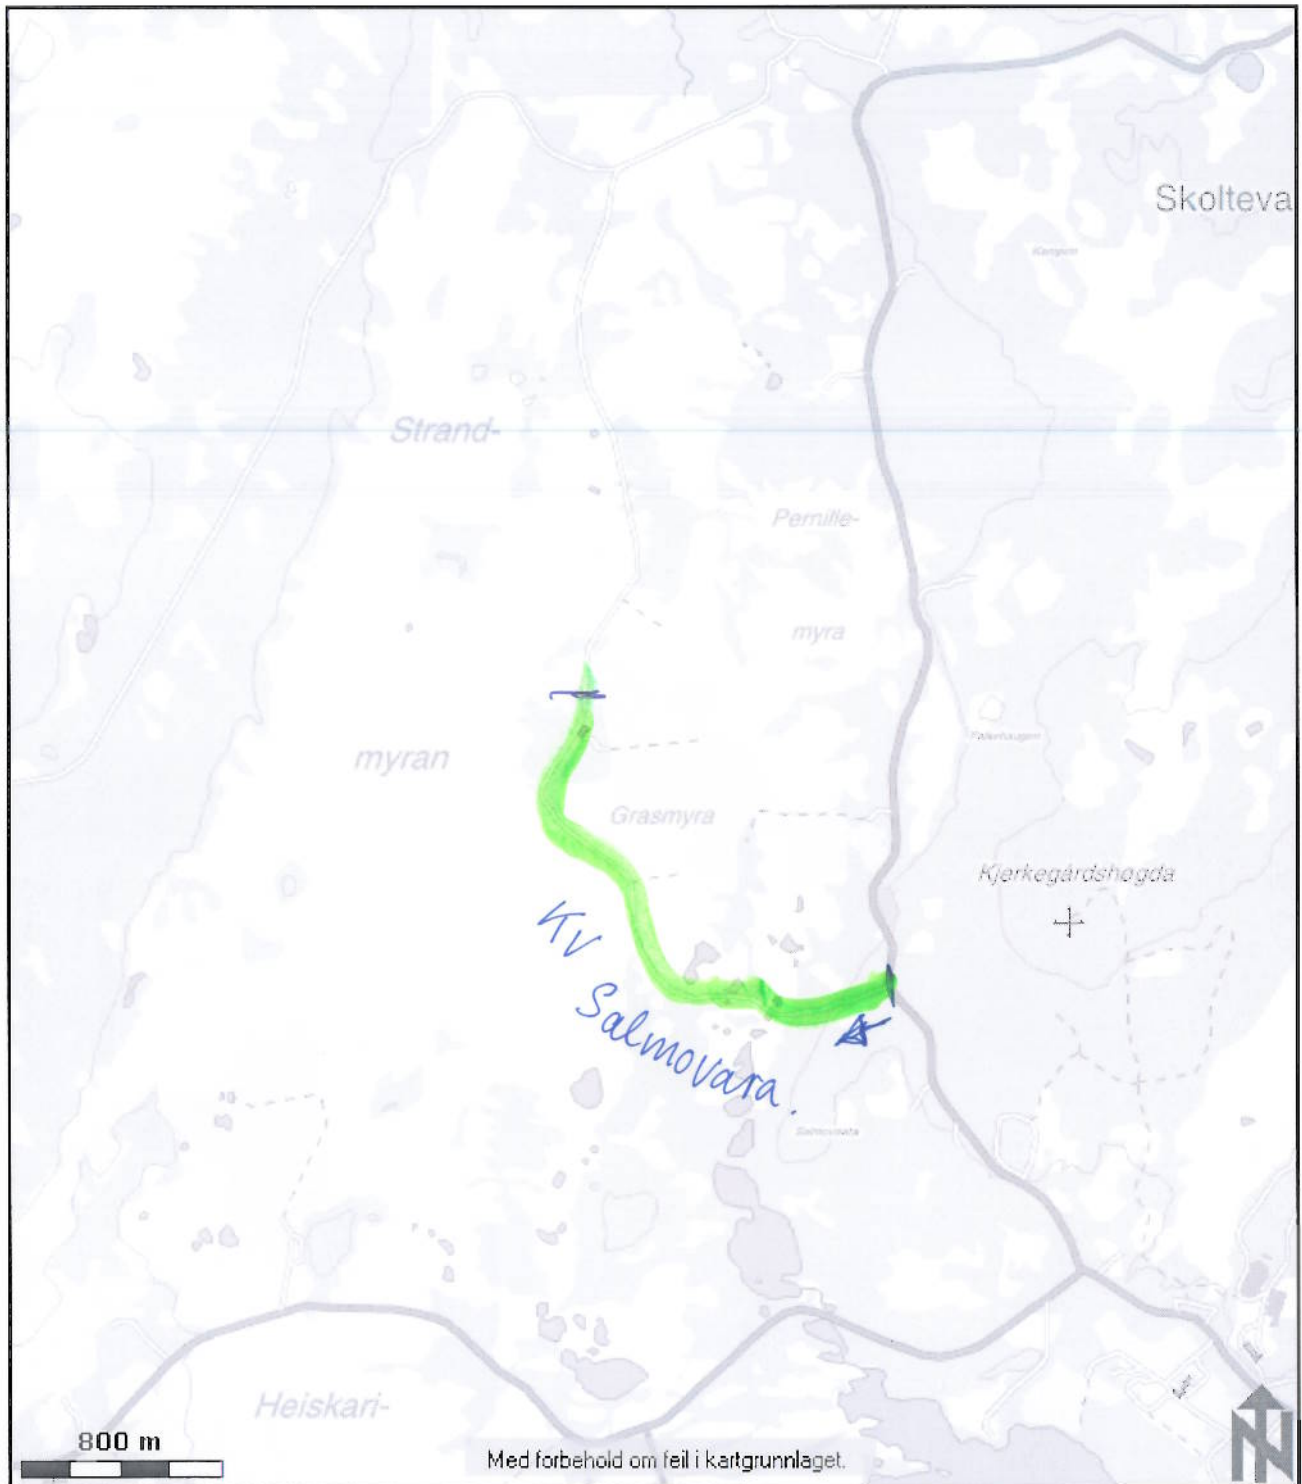 Skolteva
Strand-
Pernille-
myra
myran
Grasmyra
Kjerkegårdshøgda
KV
Salmovara.
Heiskari-
800 m
Med forbehold om feil i kartgrunnlaget.
N